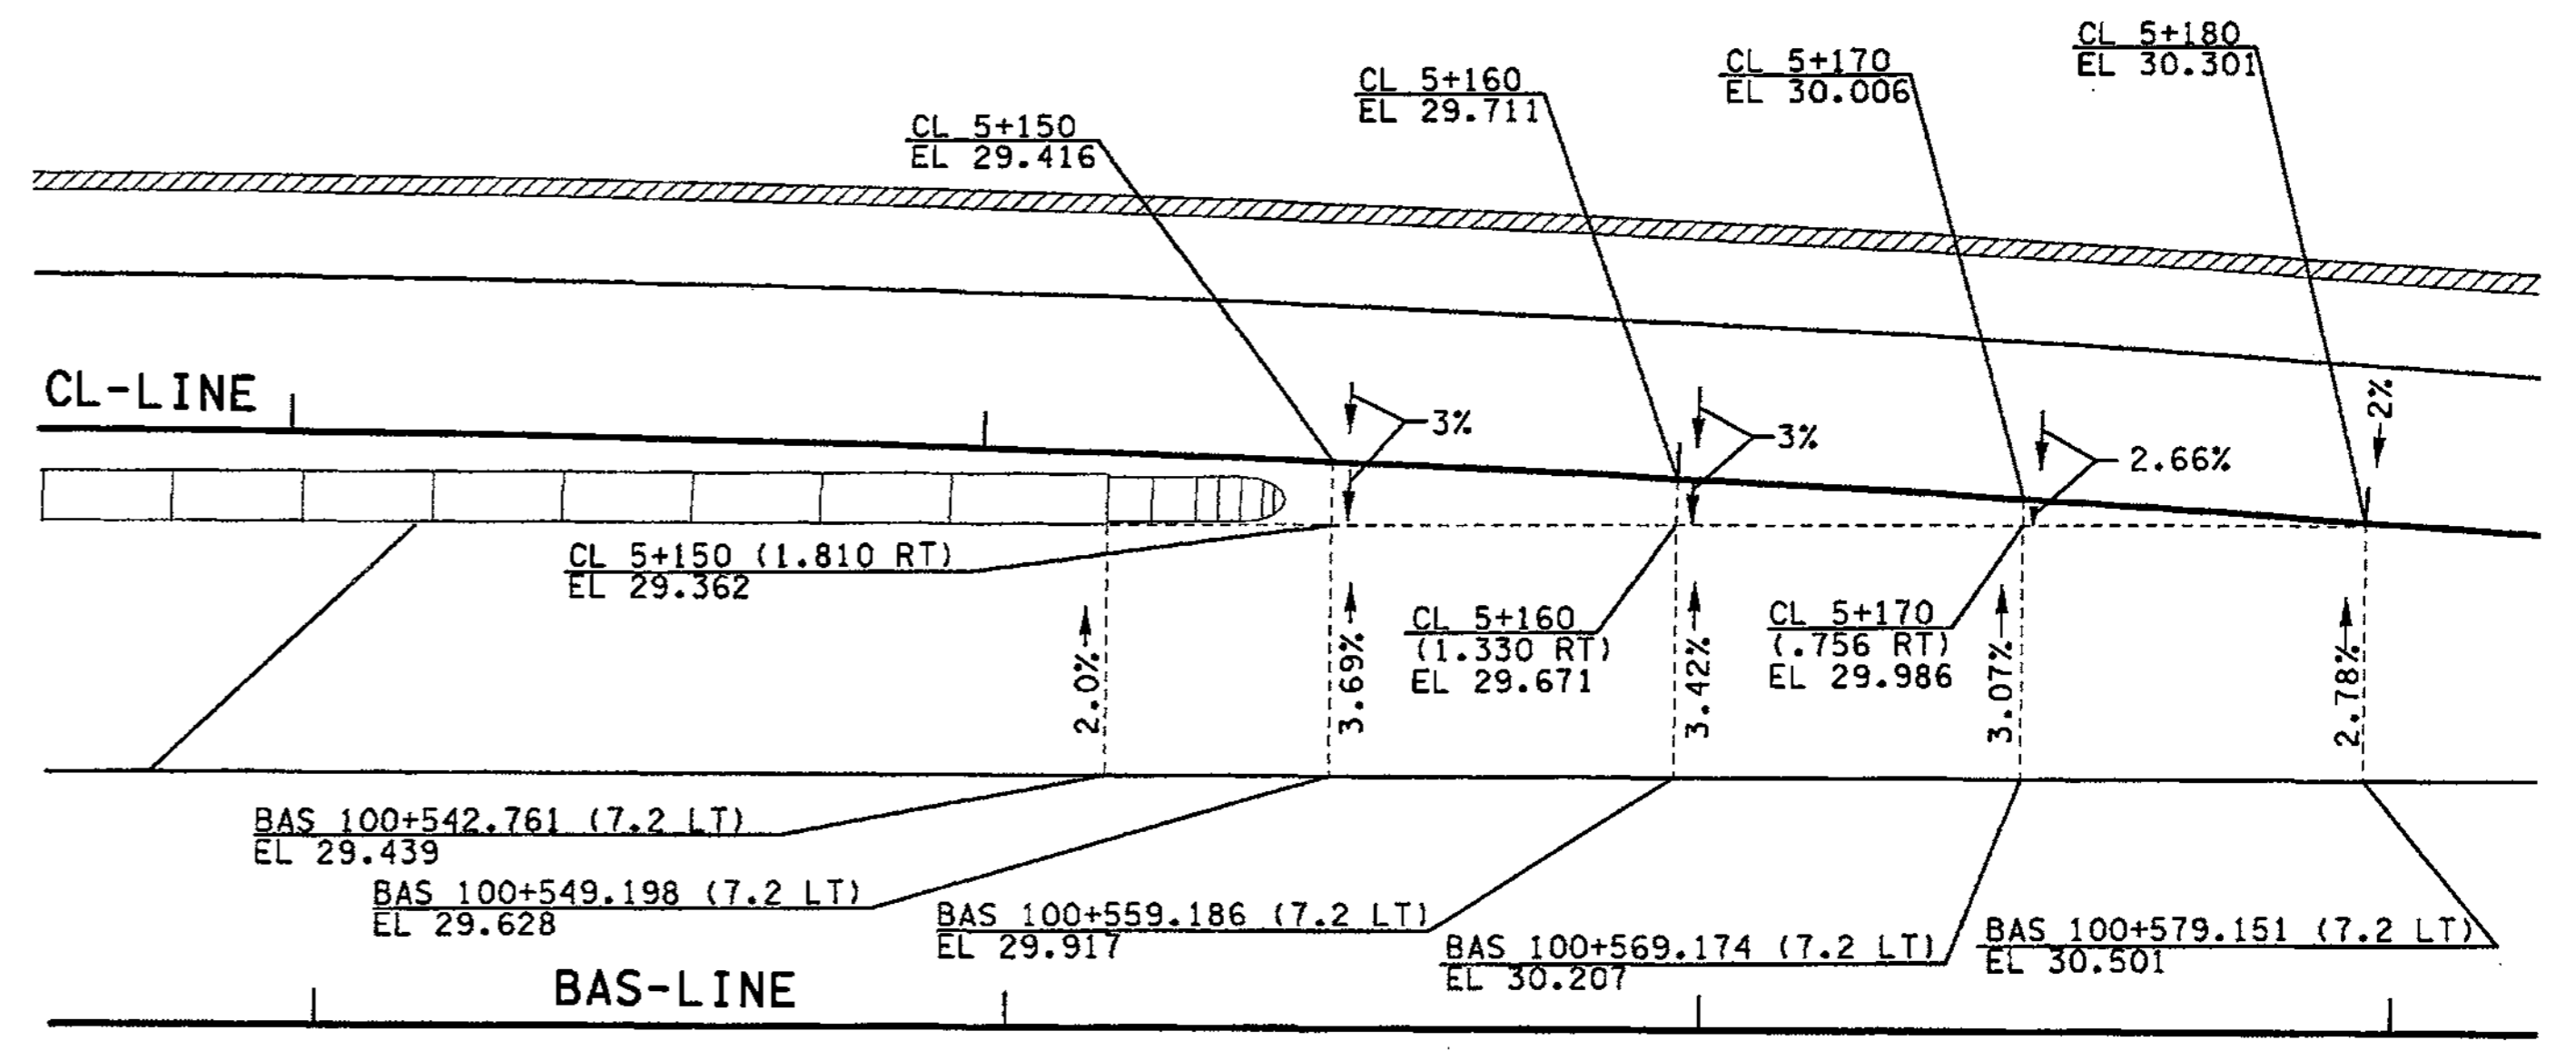 CL 5+180
EL 30.301
CL 5+170
EL 30.006
CL 5+160
EL 29.711
CL 5+150
EL 29.416
CL-LINE
3%
3%
2.66%
2%
CL 5+150 (1.810 RT)
EL 29.362
2.0%
3.69%
CL 5+160
(1.330 RT)
EL 29.671
3.42%
CL 5+170
(.756 RT)
EL 29.986
3.07%
2.78%
BAS 100+542.761 (7.2 LT)
EL 29.439
BAS 100+549.198 (7.2 LT)
EL 29.628
BAS 100+559.186 (7.2 LT)
EL 29.917
BAS 100+569.174 (7.2 LT)
EL 30.207
BAS 100+579.151 (7.2 LT)
EL 30.501
BAS-LINE